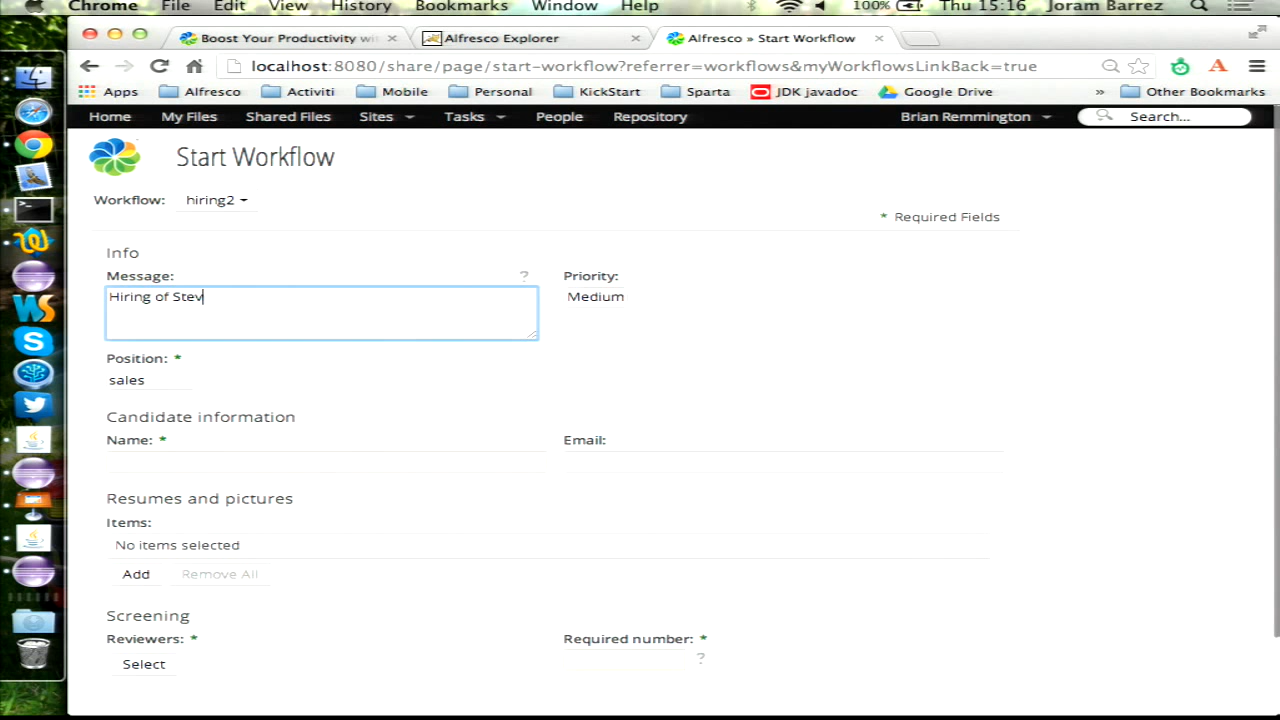 Chrome File Edit View History Bookmarks Window Help 100% Thu 15:16 Joram Barrez
Boost Your Productivity wi Alfresco Explorer Alfresco » Start Workflow
localhost:8080/share/page/start-workflow?referrer=workflows&myWorkflowsLinkBack=true
Apps Alfresco Activiti Mobile Personal KickStart Sparta JDK javadoc Google Drive » Other Bookmarks
Home My Files Shared Files Sites Tasks People Repository Brian Remmington Search...
Start Workflow
Workflow: hiring2
* Required Fields
Info
Message: ? Priority:
Hiring of Stev Medium
Position: *
sales
Candidate information
Name: * Email:
Resumes and pictures
Items:
No items selected
Add Remove All
Screening
Reviewers: * Required number: *
Select ?